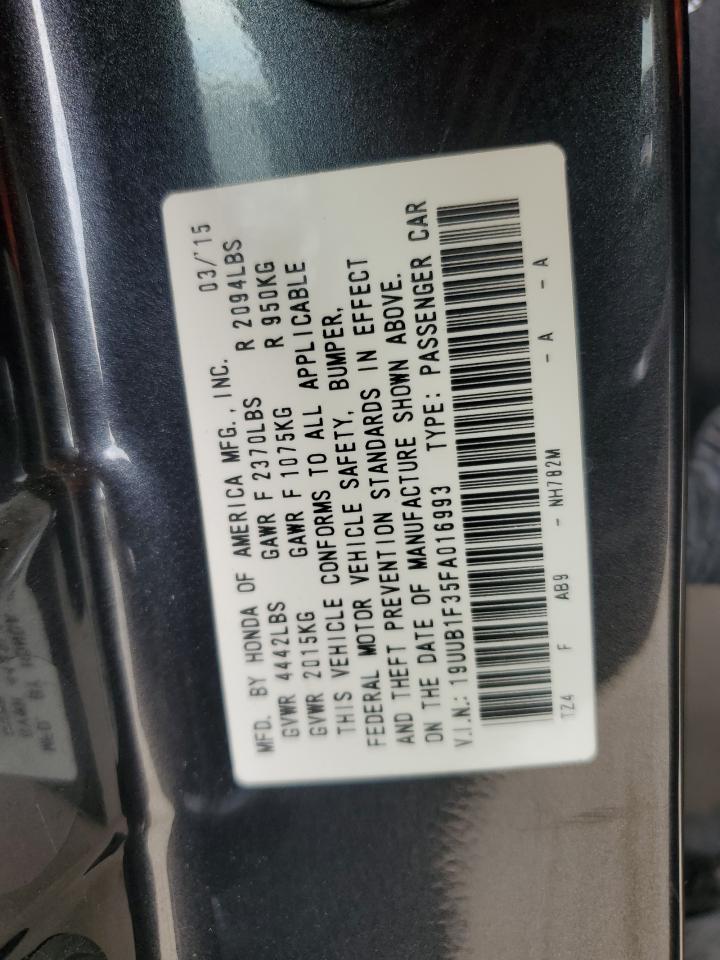 MFD. BY HONDA OF AMERICA MFG., INC. 03/'15
GVWR 4442LBS GAWR F 2370LBS R 2094LBS
GVWR 2015KG GAWR F 1075KG R 950KG
THIS VEHICLE CONFORMS TO ALL APPLICABLE
FEDERAL MOTOR VEHICLE SAFETY, BUMPER,
AND THEFT PREVENTION STANDARDS IN EFFECT
ON THE DATE OF MANUFACTURE SHOWN ABOVE.
V.I.N.: 19UUB1F35FA016993 TYPE: PASSENGER CAR
TZ4 F AB9 - NH782M - A - A